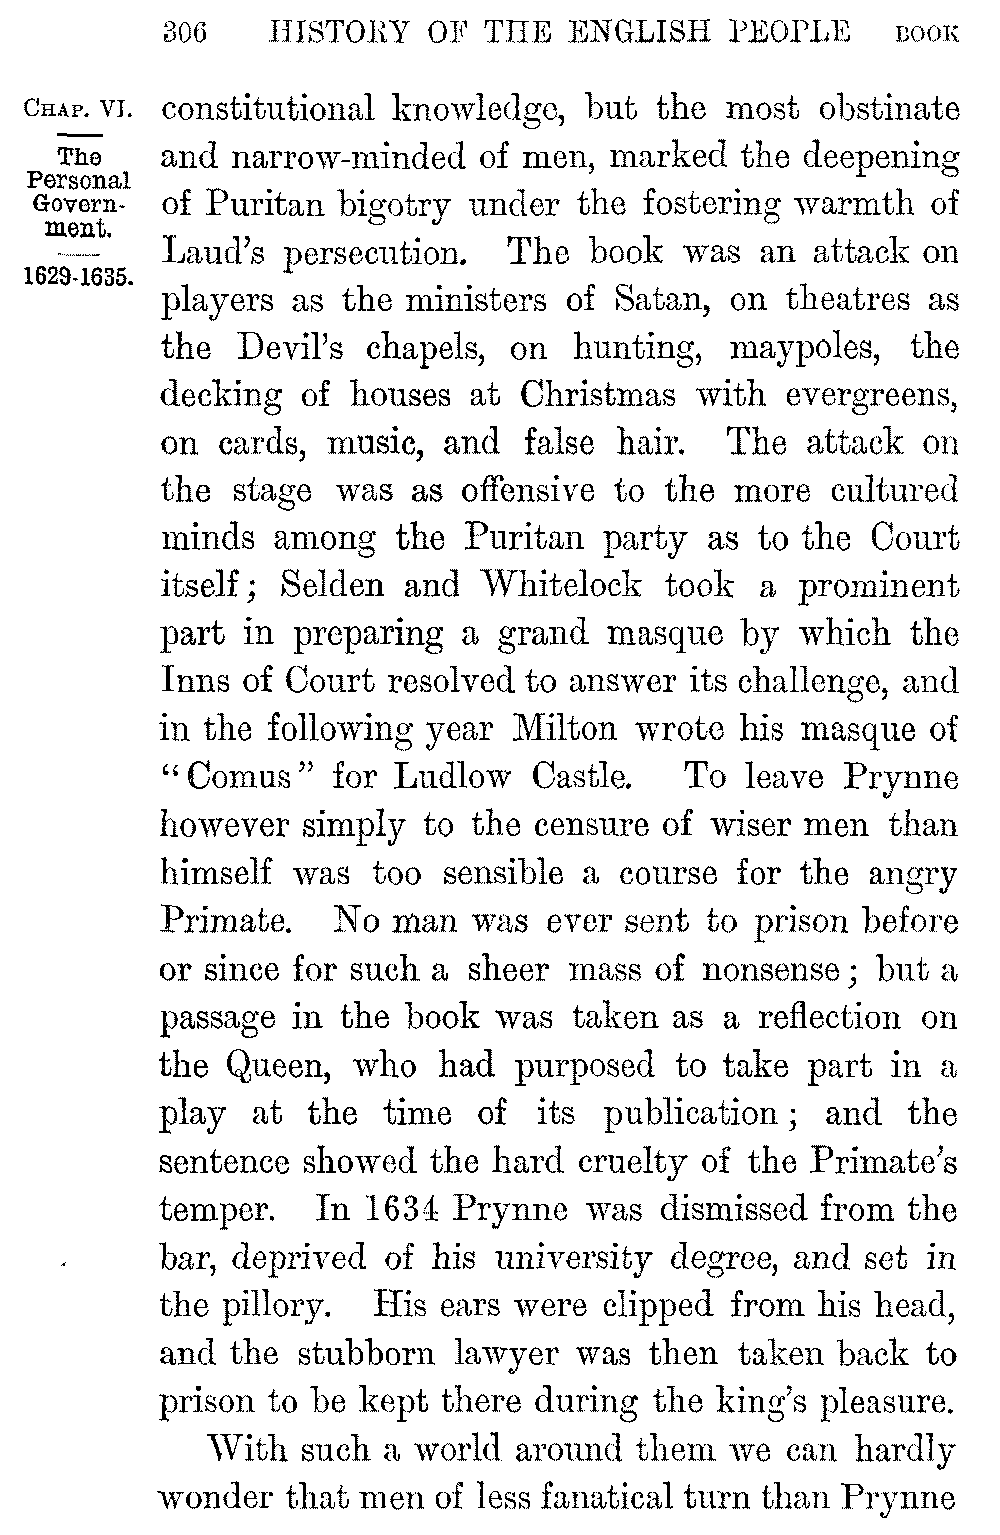 306 HISTORY OF THE ENGLISH PEOPLE BOOK
CHAP. VI.
The
Personal
Govern-
ment.
1629-1635.
constitutional knowledge, but the most obstinate
and narrow-minded of men, marked the deepening
of Puritan bigotry under the fostering warmth of
Laud's persecution. The book was an attack on
players as the ministers of Satan, on theatres as
the Devil's chapels, on hunting, maypoles, the
decking of houses at Christmas with evergreens,
on cards, music, and false hair. The attack on
the stage was as offensive to the more cultured
minds among the Puritan party as to the Court
itself; Selden and Whitelock took a prominent
part in preparing a grand masque by which the
Inns of Court resolved to answer its challenge, and
in the following year Milton wrote his masque of
"Comus" for Ludlow Castle. To leave Prynne
however simply to the censure of wiser men than
himself was too sensible a course for the angry
Primate. No man was ever sent to prison before
or since for such a sheer mass of nonsense; but a
passage in the book was taken as a reflection on
the Queen, who had purposed to take part in a
play at the time of its publication; and the
sentence showed the hard cruelty of the Primate's
temper. In 1634 Prynne was dismissed from the
bar, deprived of his university degree, and set in
the pillory. His ears were clipped from his head,
and the stubborn lawyer was then taken back to
prison to be kept there during the king's pleasure.
With such a world around them we can hardly
wonder that men of less fanatical turn than Prynne